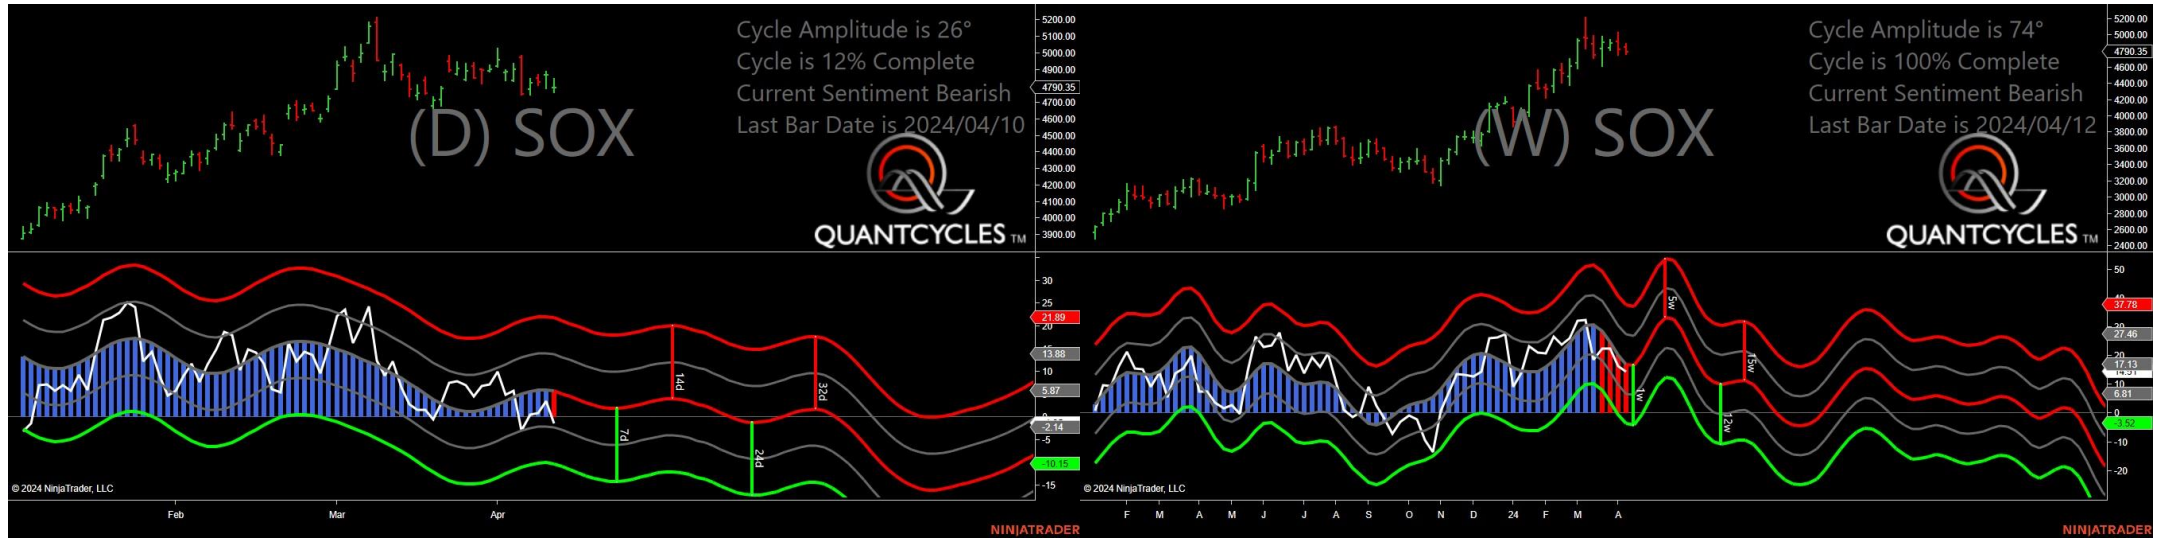 Cycle Amplitude is 26°
Cycle is 12% Complete
Current Sentiment Bearish
Last Bar Date is 2024/04/10
(D) SOX
QUANTCYCLES TM
5200.00
5100.00
5000.00
4900.00
4790.35
4700.00
4600.00
4500.00
4400.00
4300.00
4200.00
4100.00
4000.00
3900.00
30
25
21.89
20
15
13.88
10
5.87
0
-2.14
-5
-10.15
-15
7d
14d
24d
32d
© 2024 NinjaTrader, LLC
Feb
Mar
Apr
NINJATRADER
Cycle Amplitude is 74°
Cycle is 100% Complete
Current Sentiment Bearish
Last Bar Date is 2024/04/12
(W) SOX
QUANTCYCLES TM
5200.00
5000.00
4790.35
4600.00
4400.00
4200.00
4000.00
3800.00
3600.00
3400.00
3200.00
3000.00
2800.00
2600.00
2400.00
50
37.78
30
27.46
20
17.13
14.51
10
6.81
0
-3.52
-10
-20
1w
5w
12w
15w
© 2024 NinjaTrader, LLC
F
M
A
M
J
J
A
S
O
N
D
24
F
M
A
NINJATRADER